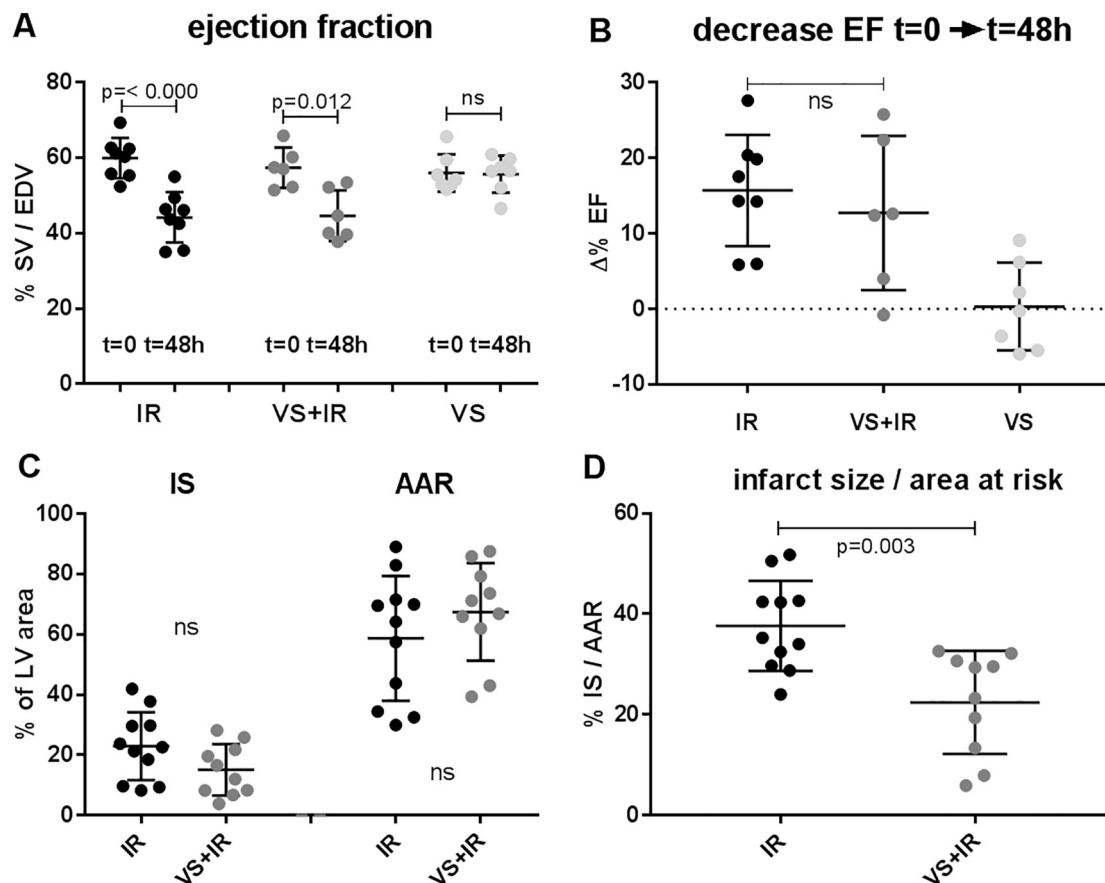 A ejection fraction
% SV / EDV
80
60
40
20
0
p=< 0.000
p=0.012
ns
t=0 t=48h
t=0 t=48h
t=0 t=48h
IR
VS+IR
VS
B decrease EF t=0 → t=48h
Δ% EF
30
20
10
0
-10
ns
IR
VS+IR
VS
C
IS
AAR
% of LV area
100
80
60
40
20
0
ns
ns
IR
VS+IR
IR
VS+IR
D infarct size / area at risk
% IS / AAR
60
40
20
0
p=0.003
IR
VS+IR